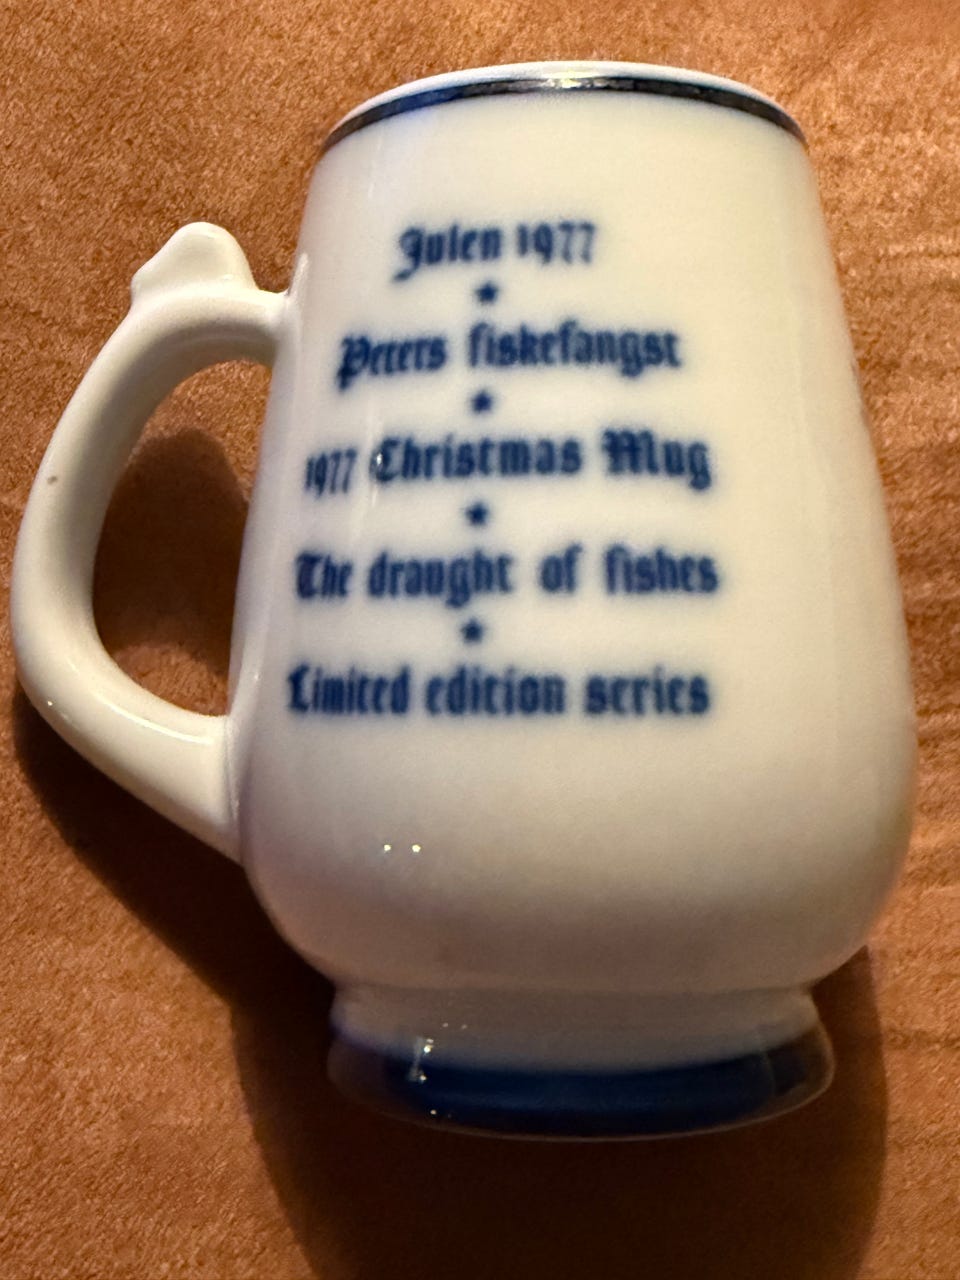 Julen 1977
Peters fiskefangst
1977 Christmas Mug
The draught of fishes
Limited edition series